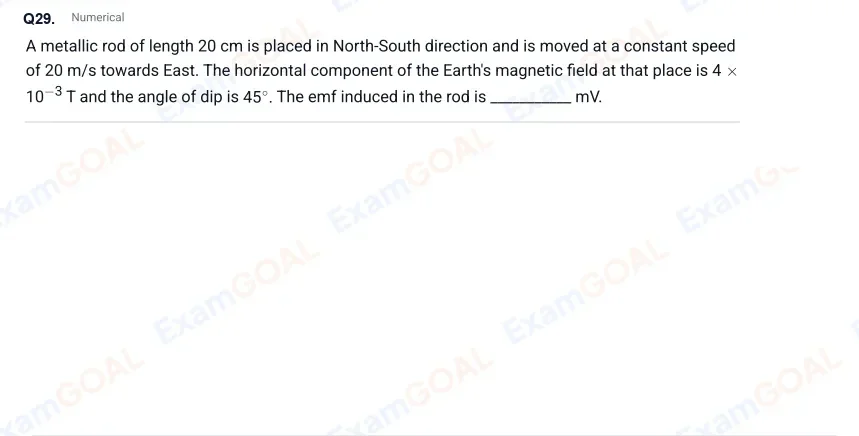 Q29. Numerical
A metallic rod of length 20 cm is placed in North-South direction and is moved at a constant speed
of 20 m/s towards East. The horizontal component of the Earth's magnetic field at that place is 4 ×
10⁻³ T and the angle of dip is 45°. The emf induced in the rod is __________ mV.
ExamGOAL
ExamGOAL
ExamGOAL
ExamGOAL
ExamGOAL